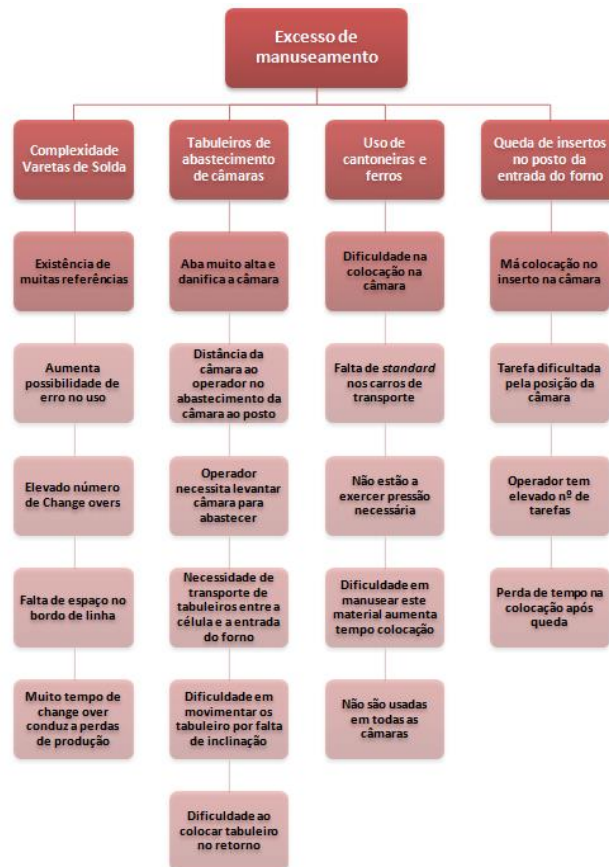 Excesso de
manuseamento
Complexidade
Varetas de Solda
Existência de
muitas referências
Aumenta
possibilidade de
erro no uso
Elevado número
de Change overs
Falta de espaço no
bordo de linha
Muito tempo de
change over
conduz a perdas
de produção
Tabuleiros de
abastecimento
de câmaras
Aba muito alta e
danifica a câmara
Distância da
câmara ao
operador no
abastecimento da
câmara ao posto
Operador
necessita levantar
câmara para
abastecer
Necessidade de
transporte de
tabuleiros entre a
célula e a entrada
do forno
Dificuldade em
movimentar os
tabuleiro por falta
de inclinação
Dificuldade ao
colocar tabuleiro
no retorno
Uso de
cantoneiras e
ferros
Dificuldade na
colocação na
câmara
Falta de standard
nos carros de
transporte
Não estão a
exercer pressão
necessária
Dificuldade em
manusear este
material aumenta
tempo colocação
Não são usadas
em todas as
câmaras
Queda de insertos
no posto da
entrada do forno
Má colocação no
inserto na câmara
Tarefa dificultada
pela posição da
câmara
Operador tem
elevado nº de
tarefas
Perda de tempo na
colocação após
queda